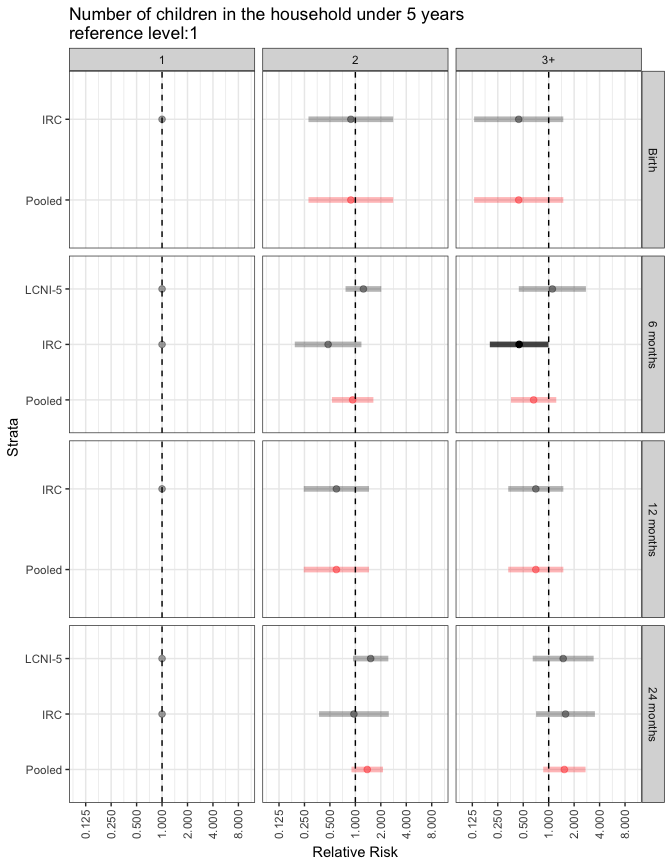 Number of children in the household under 5 years
reference level:1
1
2
3+
IRC
Pooled
Birth
LCNI-5
IRC
Pooled
6 months
IRC
Pooled
12 months
LCNI-5
IRC
Pooled
24 months
Strata
0.125
0.250
0.500
1.000
2.000
4.000
8.000
0.125
0.250
0.500
1.000
2.000
4.000
8.000
0.125
0.250
0.500
1.000
2.000
4.000
8.000
Relative Risk